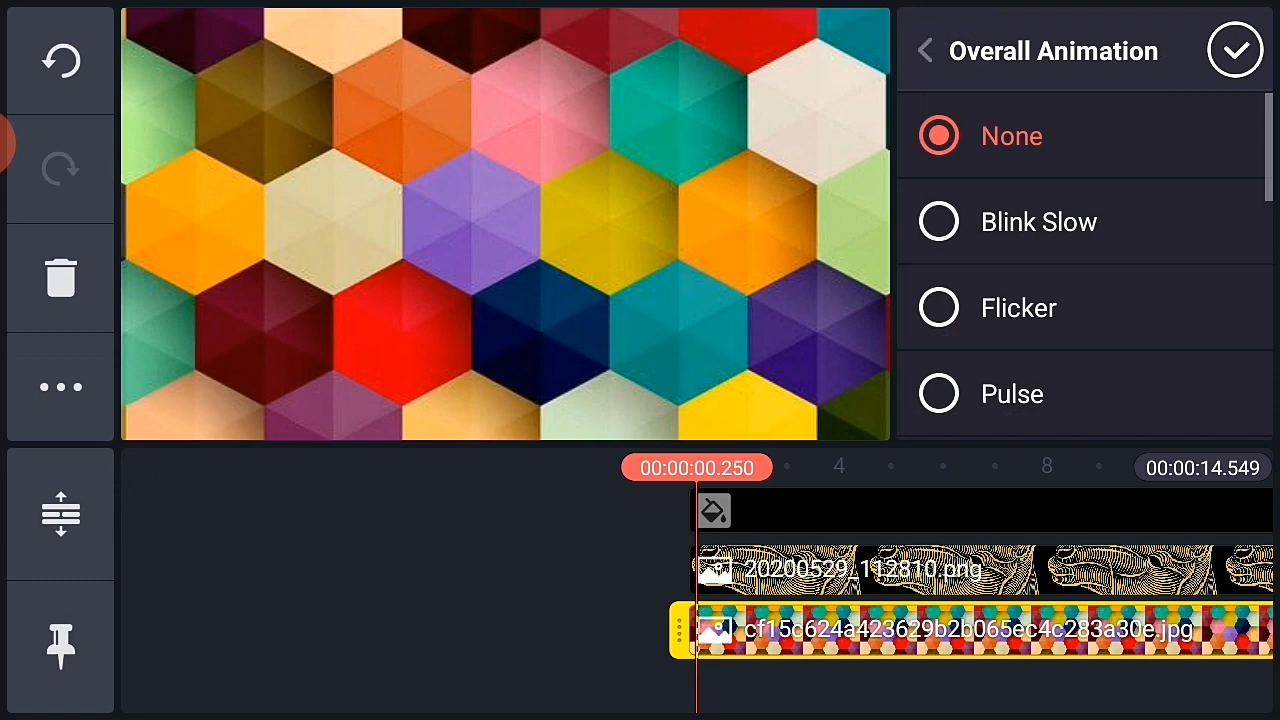 Overall Animation
None
Blink Slow
Flicker
Pulse
00:00:00.250
4
8
00:00:14.549
20200529_112810.png
cf15c624a423629b2b065ec4c283a30e.jpg